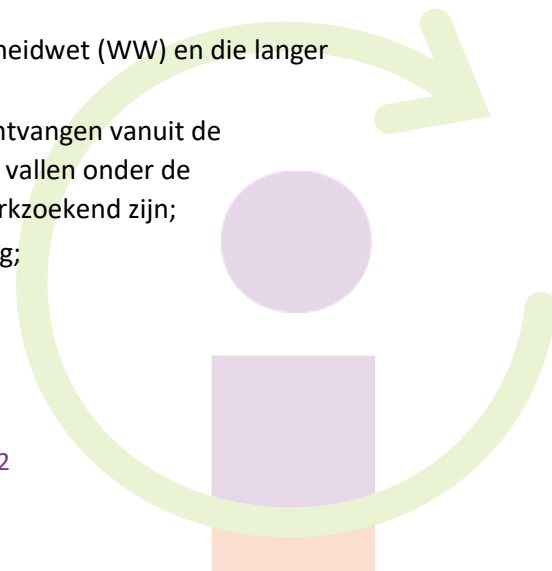 heidwet (WW) en die langer
ntvangen vanuit de
vallen onder de
rkzoekend zijn;
g;
2